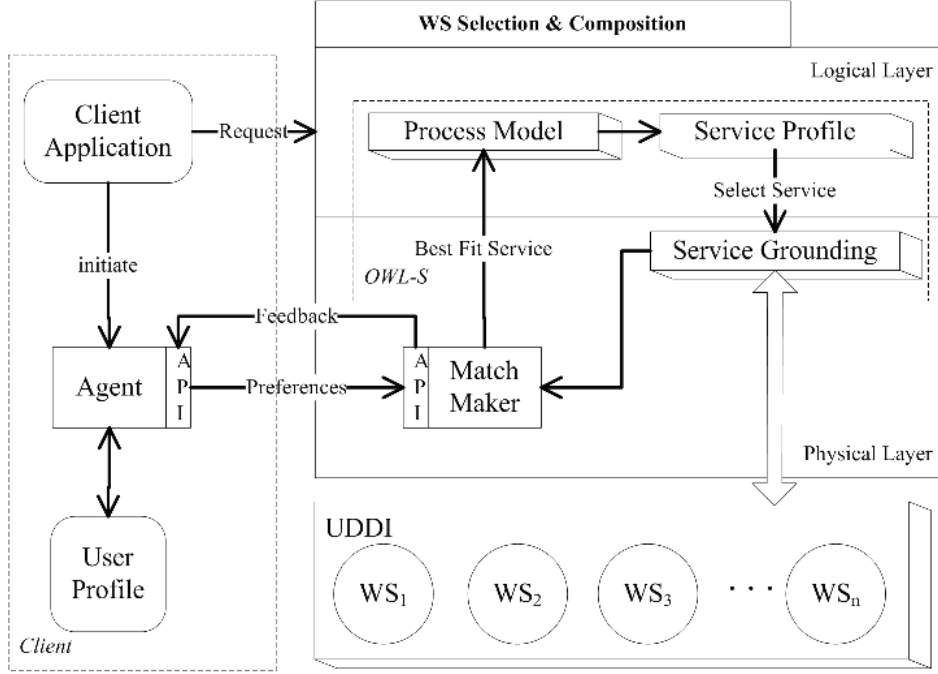 WS Selection & Composition
Logical Layer
Client
Application
Request
Process Model
Service Profile
Select Service
initiate
Best Fit Service
Service Grounding
OWL-S
Feedback
Agent
A
P
I
Preferences
A
P
I
Match
Maker
Physical Layer
User
Profile
Client
UDDI
WS1
WS2
WS3
. . .
WSn